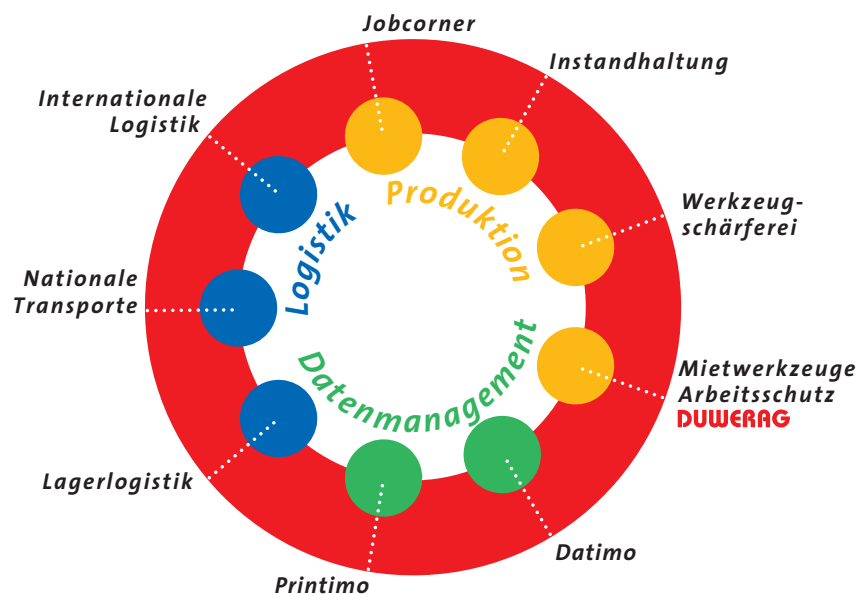 Jobcorner
Instandhaltung
Internationale
Logistik
Produktion
Werkzeug-
schärferei
Logistik
Nationale
Transporte
Datenmanagement
Mietwerkzeuge
Arbeitsschutz
DUWERAG
Lagerlogistik
Datimo
Printimo